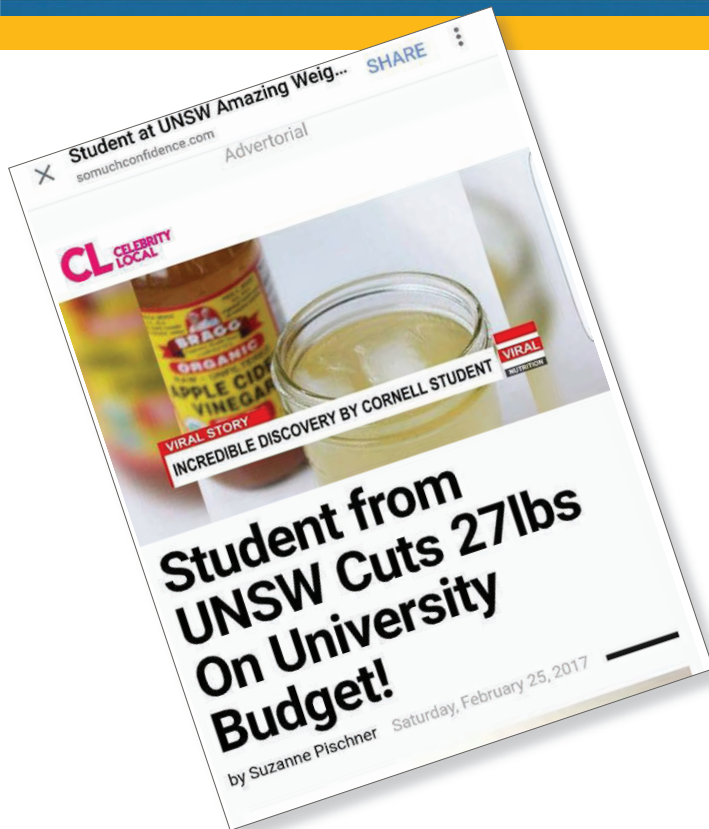 Student at UNSW Amazing Weig...
SHARE
somuchconfidence.com
Advertorial
CL CELEBRITY
LOCAL
BRAGG
ORGANIC
APPLE CIDER
VINEGAR
VIRAL STORY
INCREDIBLE DISCOVERY BY CORNELL STUDENT
VIRAL
NUTRITION
Student from
UNSW Cuts 27lbs
On University
Budget!
by Suzanne Pischner
Saturday, February 25, 2017